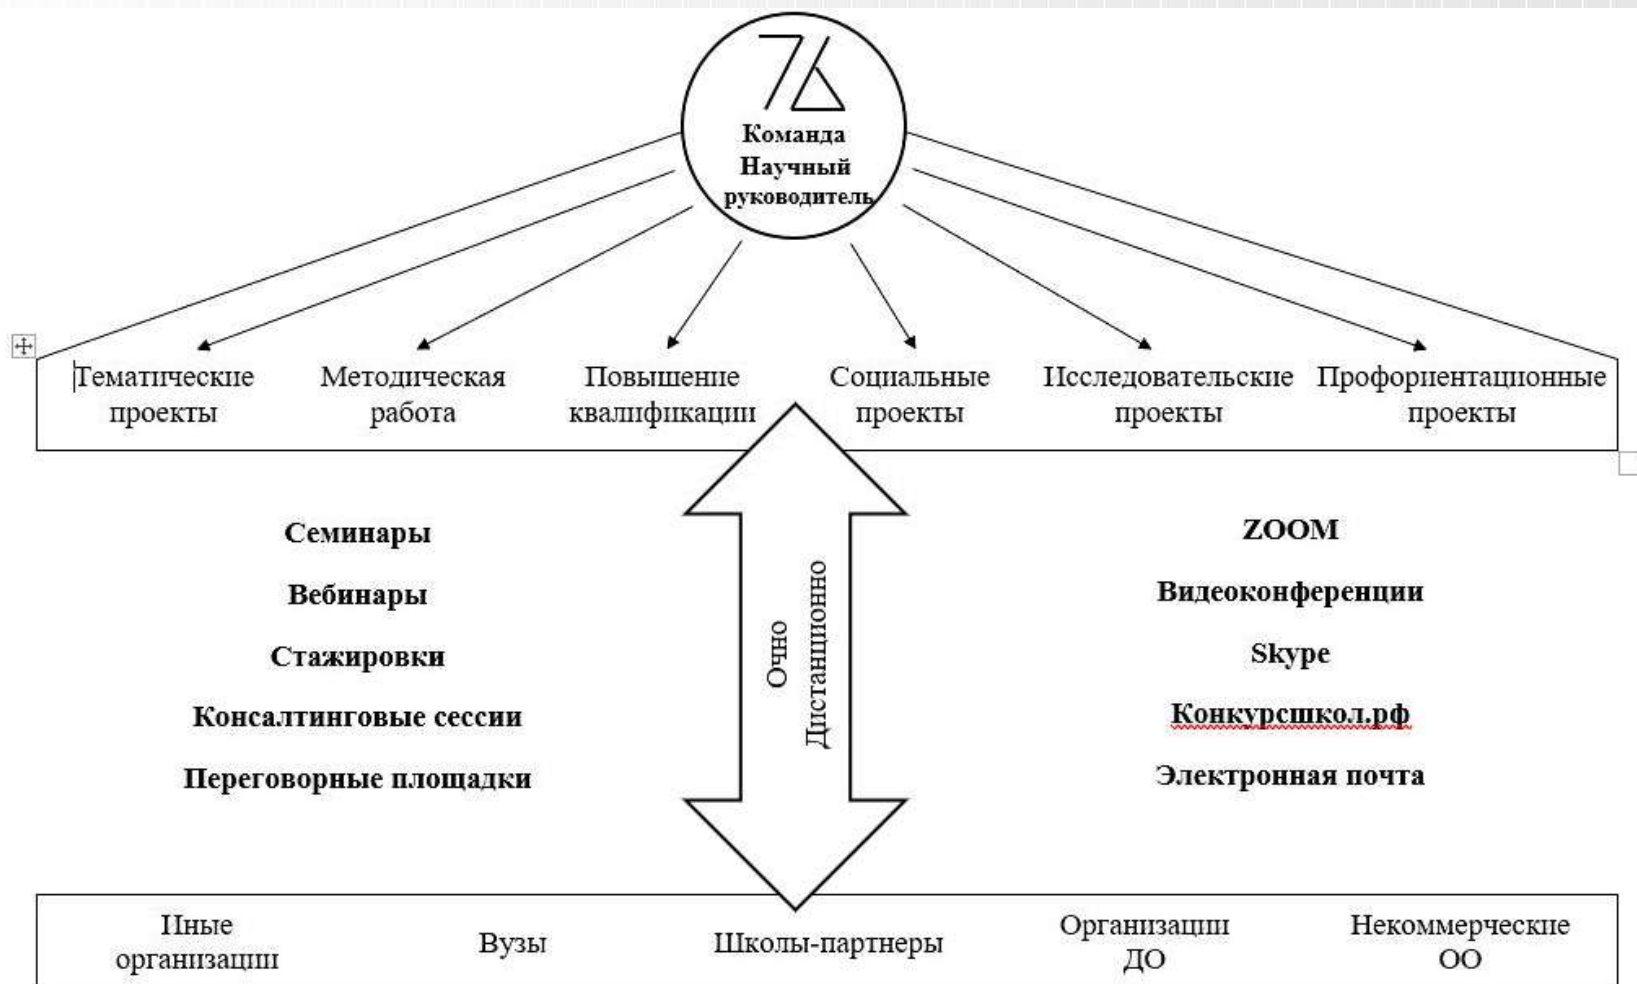 76
Команда
Научный
руководитель
Тематические
проекты
Методическая
работа
Повышение
квалификации
Социальные
проекты
Исследовательские
проекты
Профориентационные
проекты
Семинары
Вебинары
Стажировки
Консалтинговые сессии
Переговорные площадки
Очно
Дистанционно
ZOOM
Видеоконференции
Skype
Конкурсшкол.рф
Электронная почта
Иные
организации
Вузы
Школы-партнеры
Организации
ДО
Некоммерческие
ОО